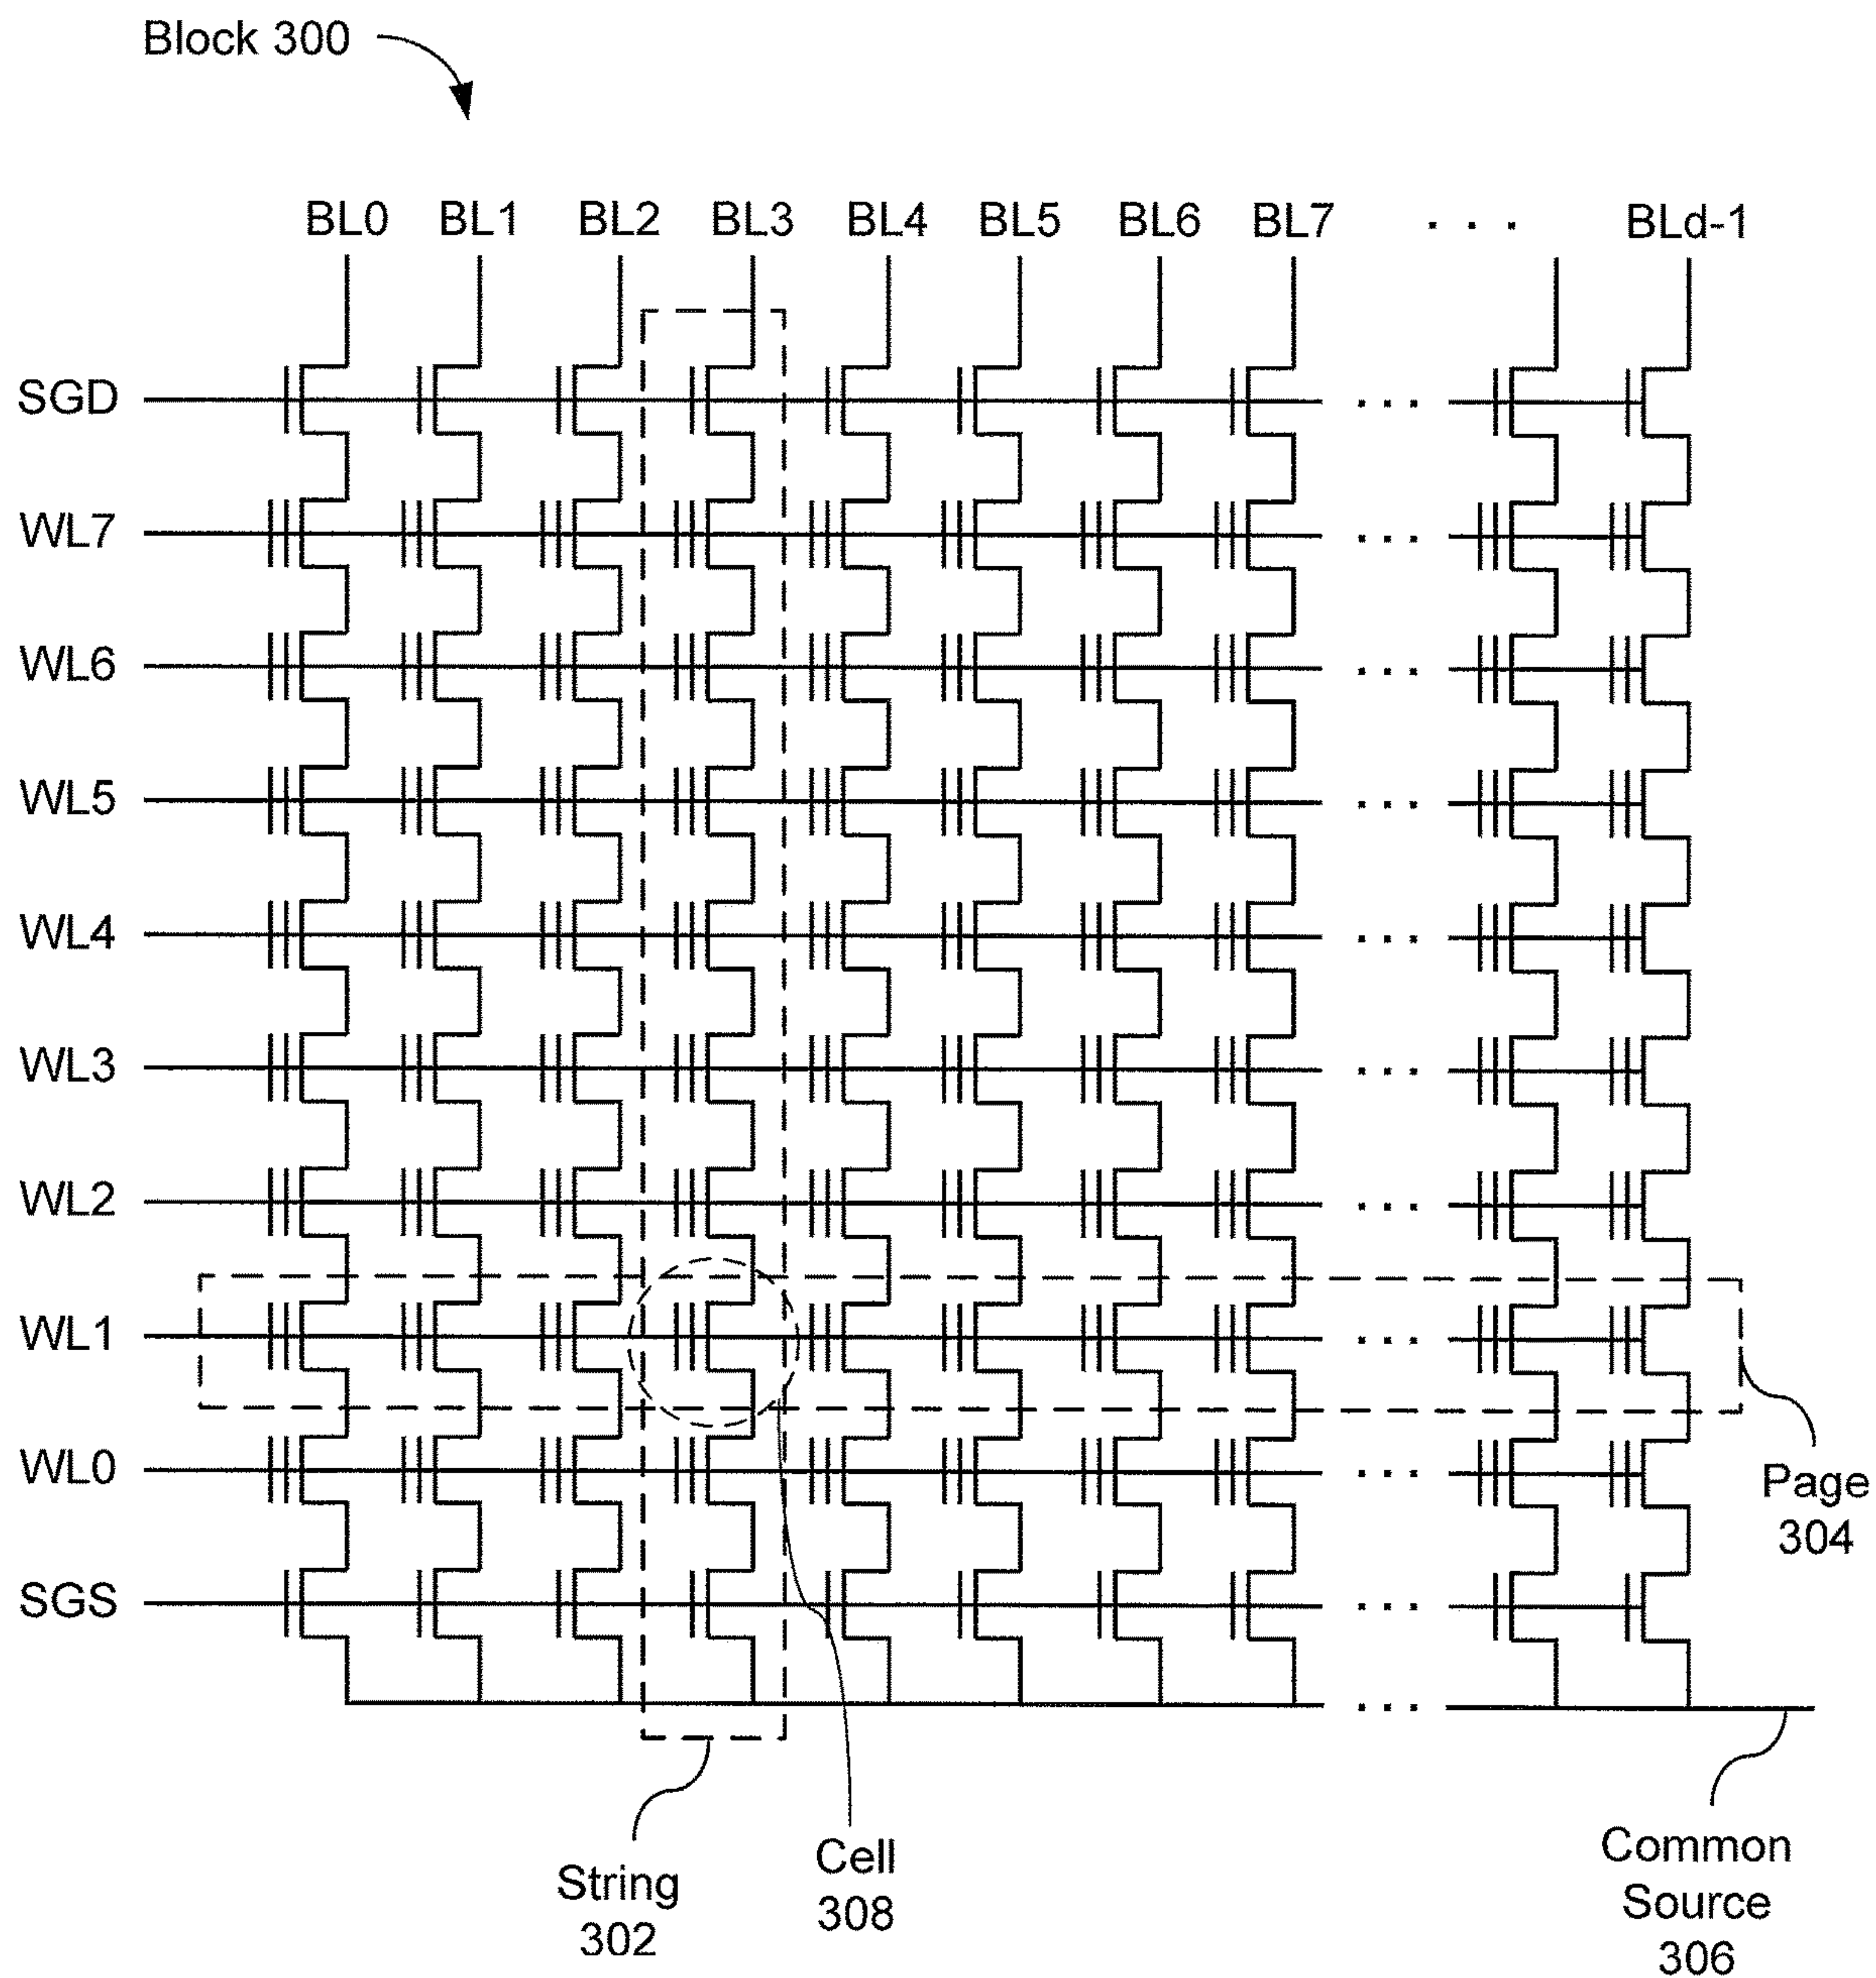 Block 300
BL0 BL1 BL2 BL3 BL4 BL5 BL6 BL7 . . . BLd-1
SGD . . .
WL7 . . .
WL6 . . .
WL5 . . .
WL4 . . .
WL3 . . .
WL2 . . .
WL1 . . .
WL0 . . .
Page
304
SGS . . .
. . .
String
302
Cell
308
Common
Source
306